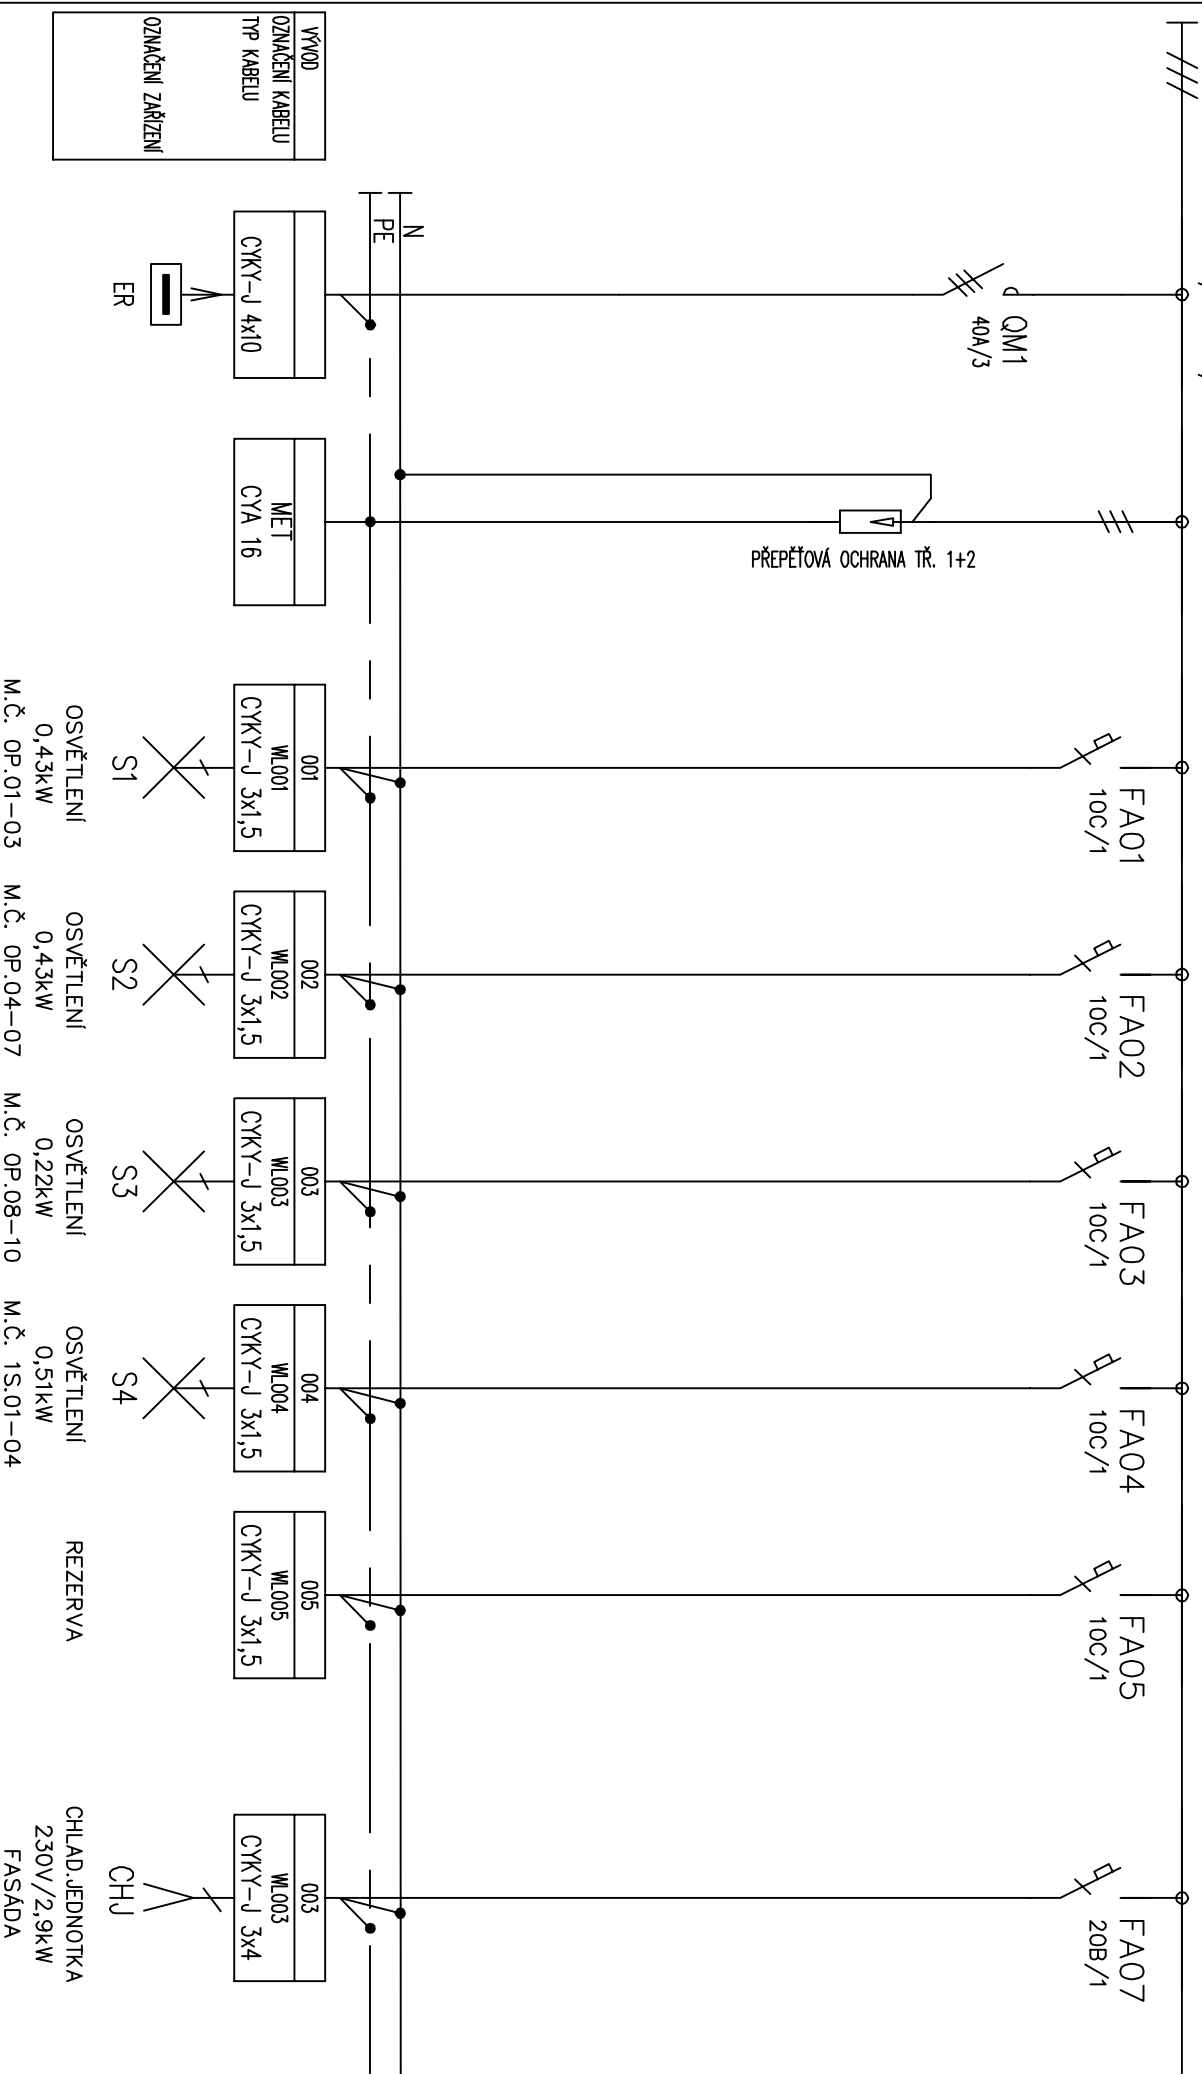 VÝVOD
OZNAČENÍ KABELU
TYP KABELU
OZNAČENÍ ZAŘÍZENÍ
N
PE
QM1
40A/3
CYKY-J 4x10
ER
PŘEPĚŤOVÁ OCHRANA TŘ. 1+2
MET
CYA 16
FA01
10C/1
001
WL001
CYKY-J 3x1,5
S1
OSVĚTLENÍ
0,43kW
M.Č. 0P.01-03
FA02
10C/1
002
WL002
CYKY-J 3x1,5
S2
OSVĚTLENÍ
0,43kW
M.Č. 0P.04-07
FA03
10C/1
003
WL003
CYKY-J 3x1,5
S3
OSVĚTLENÍ
0,22kW
M.Č. 0P.08-10
FA04
10C/1
004
WL004
CYKY-J 3x1,5
S4
OSVĚTLENÍ
0,51kW
M.Č. 1S.01-04
FA05
10C/1
005
WL005
CYKY-J 3x1,5
REZERVA
FA07
20B/1
003
WL003
CYKY-J 3x4
CHJ
CHLAD.JEDNOTKA
230V/2,9kW
FASÁDA